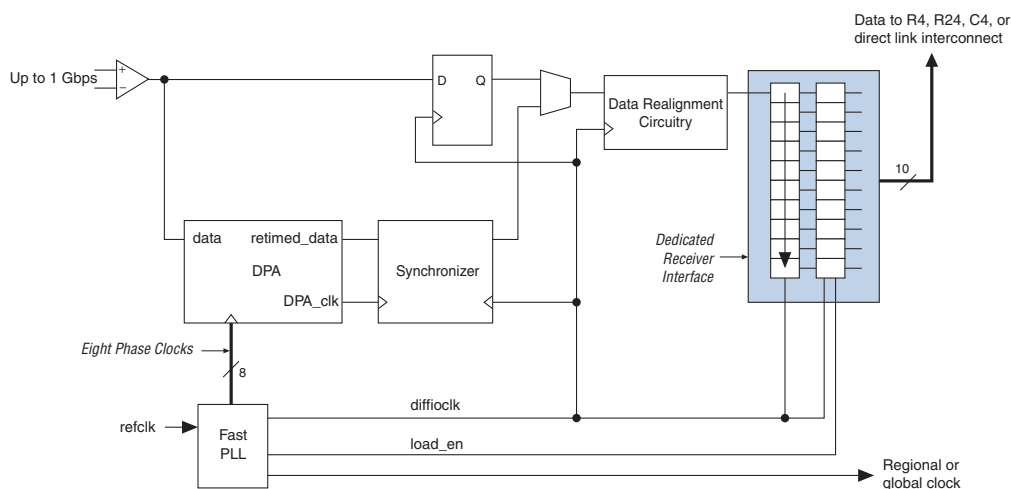 Data to R4, R24, C4, or
direct link interconnect
Up to 1 Gbps
+
−
D
Q
Data Realignment
Circuitry
10
Dedicated
Receiver
Interface
data
retimed_data
DPA
DPA_clk
Synchronizer
Eight Phase Clocks
8
refclk
Fast
PLL
diffioclk
load_en
Regional or
global clock